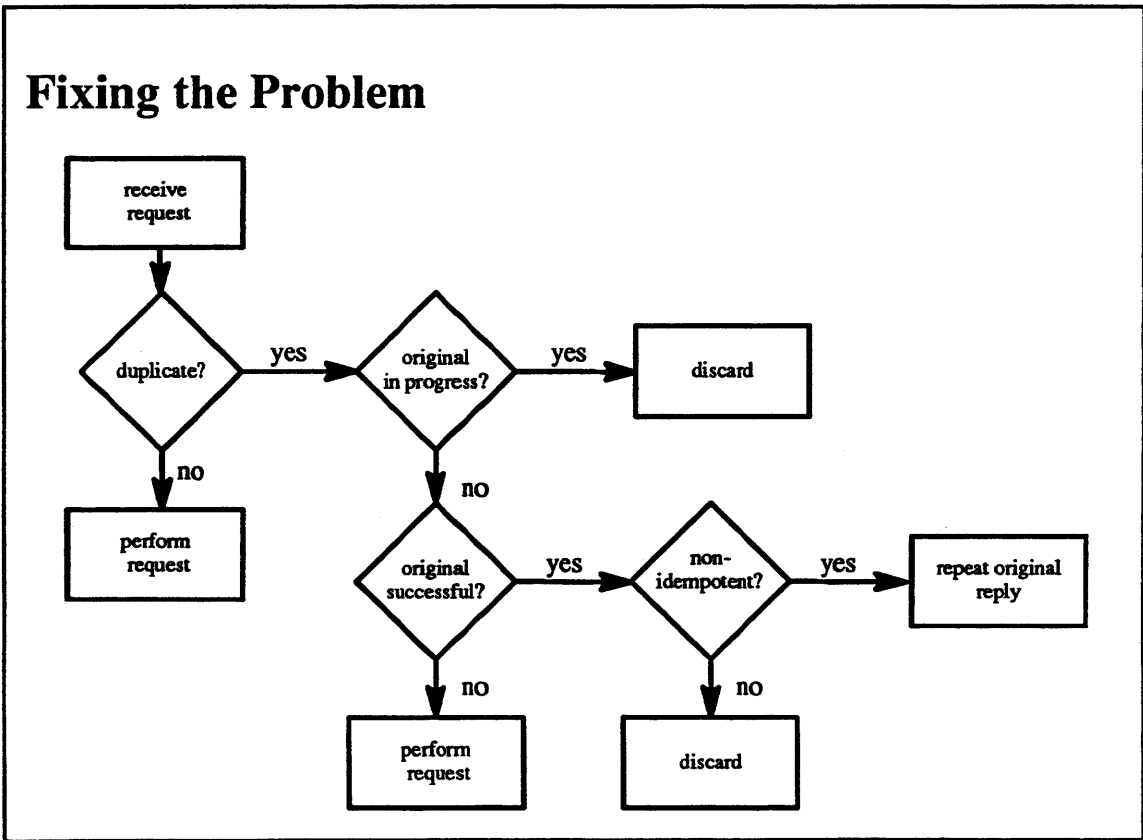 Fixing the Problem
receive
request
duplicate?
yes
original
in progress?
yes
discard
no
perform
request
no
original
successful?
yes
non-
idempotent?
yes
repeat original
reply
no
perform
request
no
discard